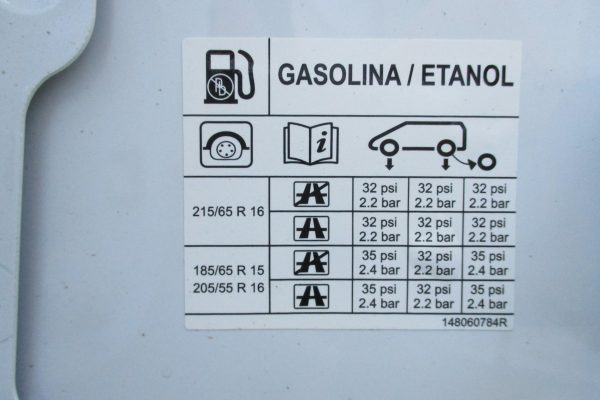 GASOLINA / ETANOL
Pb
i
215/65 R 16
32 psi 32 psi 32 psi
2.2 bar 2.2 bar 2.2 bar
32 psi 32 psi 32 psi
2.2 bar 2.2 bar 2.2 bar
185/65 R 15
205/55 R 16
35 psi 32 psi 35 psi
2.4 bar 2.2 bar 2.4 bar
35 psi 32 psi 35 psi
2.4 bar 2.2 bar 2.4 bar
148060784R